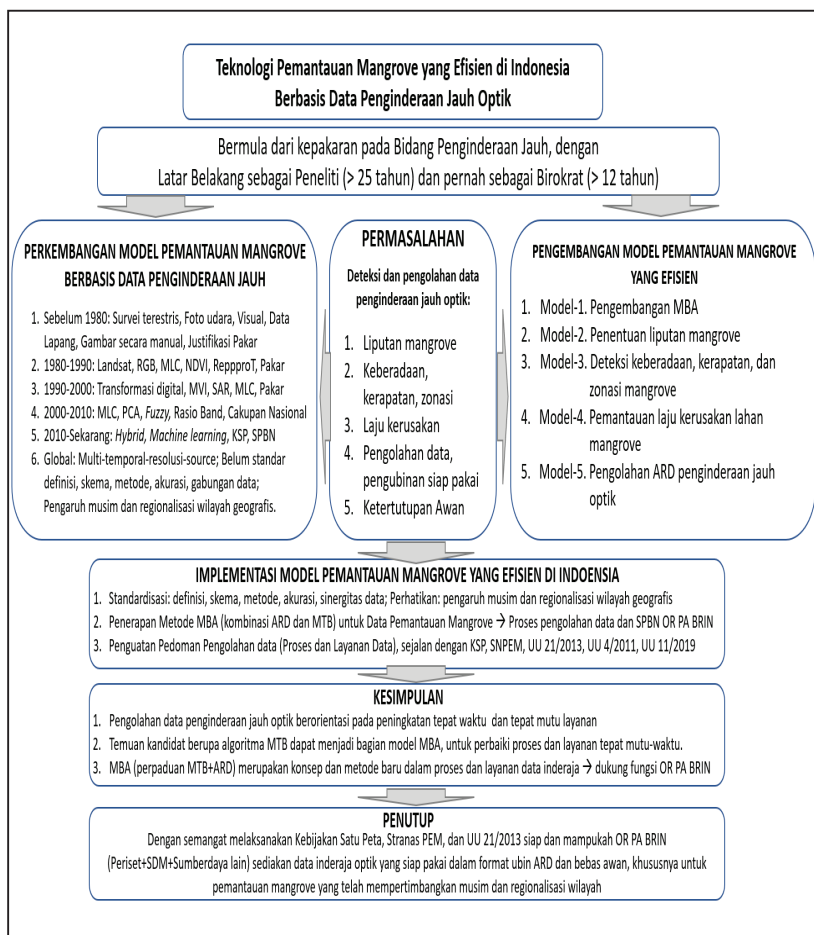 Teknologi Pemantauan Mangrove yang Efisien di Indonesia
Berbasis Data Penginderaan Jauh Optik
Bermula dari kepakaran pada Bidang Penginderaan Jauh, dengan
Latar Belakang sebagai Peneliti (> 25 tahun) dan pernah sebagai Birokrat (> 12 tahun)
PERKEMBANGAN MODEL PEMANTAUAN MANGROVE
BERBASIS DATA PENGINDERAAN JAUH
1. Sebelum 1980: Survei terestris, Foto udara, Visual, Data
Lapang, Gambar secara manual, Justifikasi Pakar
2. 1980-1990: Landsat, RGB, MLC, NDVI, RepppròT, Pakar
3. 1990-2000: Transformasi digital, MVI, SAR, MLC, Pakar
4. 2000-2010: MLC, PCA, Fuzzy, Rasio Band, Cakupan Nasional
5. 2010-Sekarang: Hybrid, Machine learning, KSP, SPBN
6. Global: Multi-temporal-resolusi-source; Belum standar
definisi, skema, metode, akurasi, gabungan data;
Pengaruh musim dan regionalisasi wilayah geografis.
PERMASALAHAN
Deteksi dan pengolahan data
penginderaan jauh optik:
1. Liputan mangrove
2. Keberadaan,
kerapatan, zonasi
3. Laju kerusakan
4. Pengolahan data,
pengubinan siap pakai
5. Ketertutupan Awan
PENGEMBANGAN MODEL PEMANTAUAN MANGROVE
YANG EFISIEN
1. Model-1. Pengembangan MBA
2. Model-2. Penentuan liputan mangrove
3. Model-3. Deteksi keberadaan, kerapatan, dan
zonasi mangrove
4. Model-4. Pemantauan laju kerusakan lahan
mangrove
5. Model-5. Pengolahan ARD penginderaan jauh
optik
IMPLEMENTASI MODEL PEMANTAUAN MANGROVE YANG EFISIEN DI INDOENSIA
1. Standardisasi: definisi, skema, metode, akurasi, sinergitas data; Perhatikan: pengaruh musim dan regionalisasi wilayah geografis
2. Penerapan Metode MBA (kombinasi ARD dan MTB) untuk Data Pemantauan Mangrove → Proses pengolahan data dan SPBN OR PA BRIN
3. Penguatan Pedoman Pengolahan data (Proses dan Layanan Data), sejalan dengan KSP, SNPEM, UU 21/2013, UU 4/2011, UU 11/2019
KESIMPULAN
1. Pengolahan data penginderaan jauh optik berorientasi pada peningkatan tepat waktu dan tepat mutu layanan
2. Temuan kandidat berupa algoritma MTB dapat menjadi bagian model MBA, untuk perbaiki proses dan layanan tepat mutu-waktu.
3. MBA (perpaduan MTB+ARD) merupakan konsep dan metode baru dalam proses dan layanan data inderaja → dukung fungsi OR PA BRIN
PENUTUP
Dengan semangat melaksanakan Kebijakan Satu Peta, Stranas PEM, dan UU 21/2013 siap dan mampukah OR PA BRIN
(Periset+SDM+Sumberdaya lain) sediakan data inderaja optik yang siap pakai dalam format ubin ARD dan bebas awan, khususnya untuk
pemantauan mangrove yang telah mempertimbangkan musim dan regionalisasi wilayah